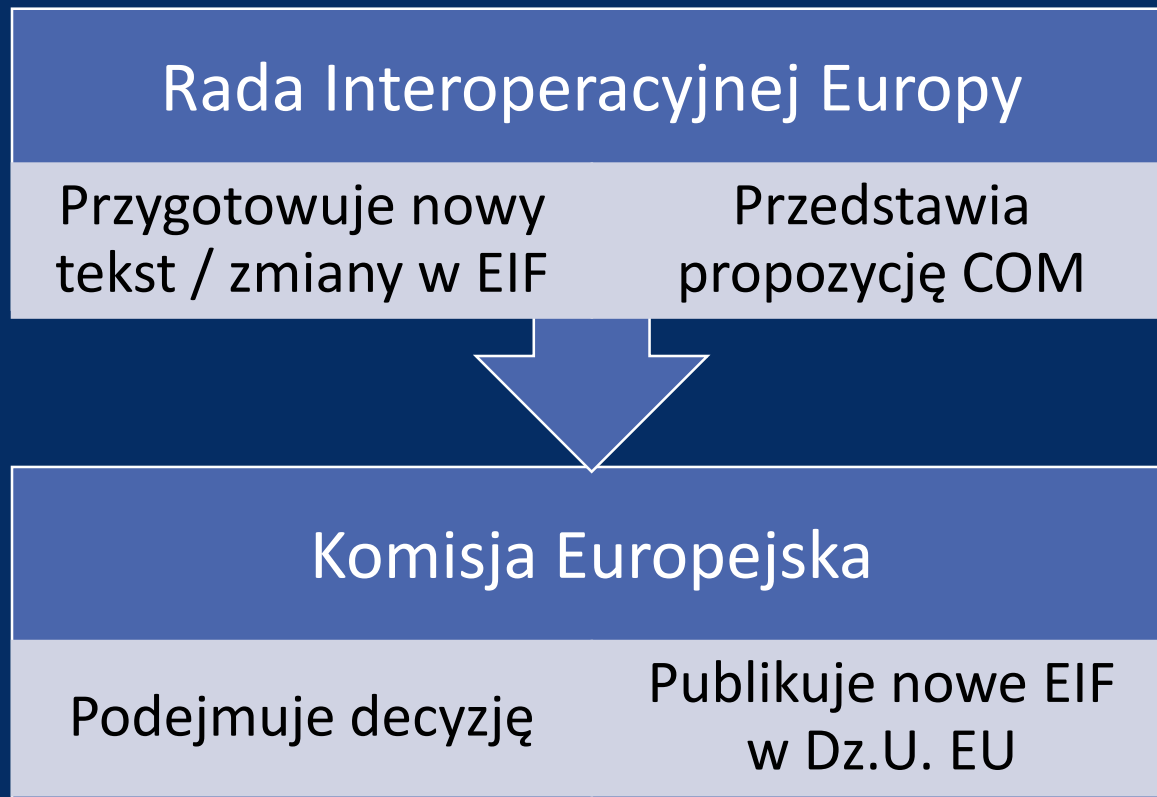 Rada Interoperacyjnej Europy
Przygotowuje nowy
tekst / zmiany w EIF
Przedstawia
propozycję COM
Komisja Europejska
Podejmuje decyzję
Publikuje nowe EIF
w Dz.U. EU